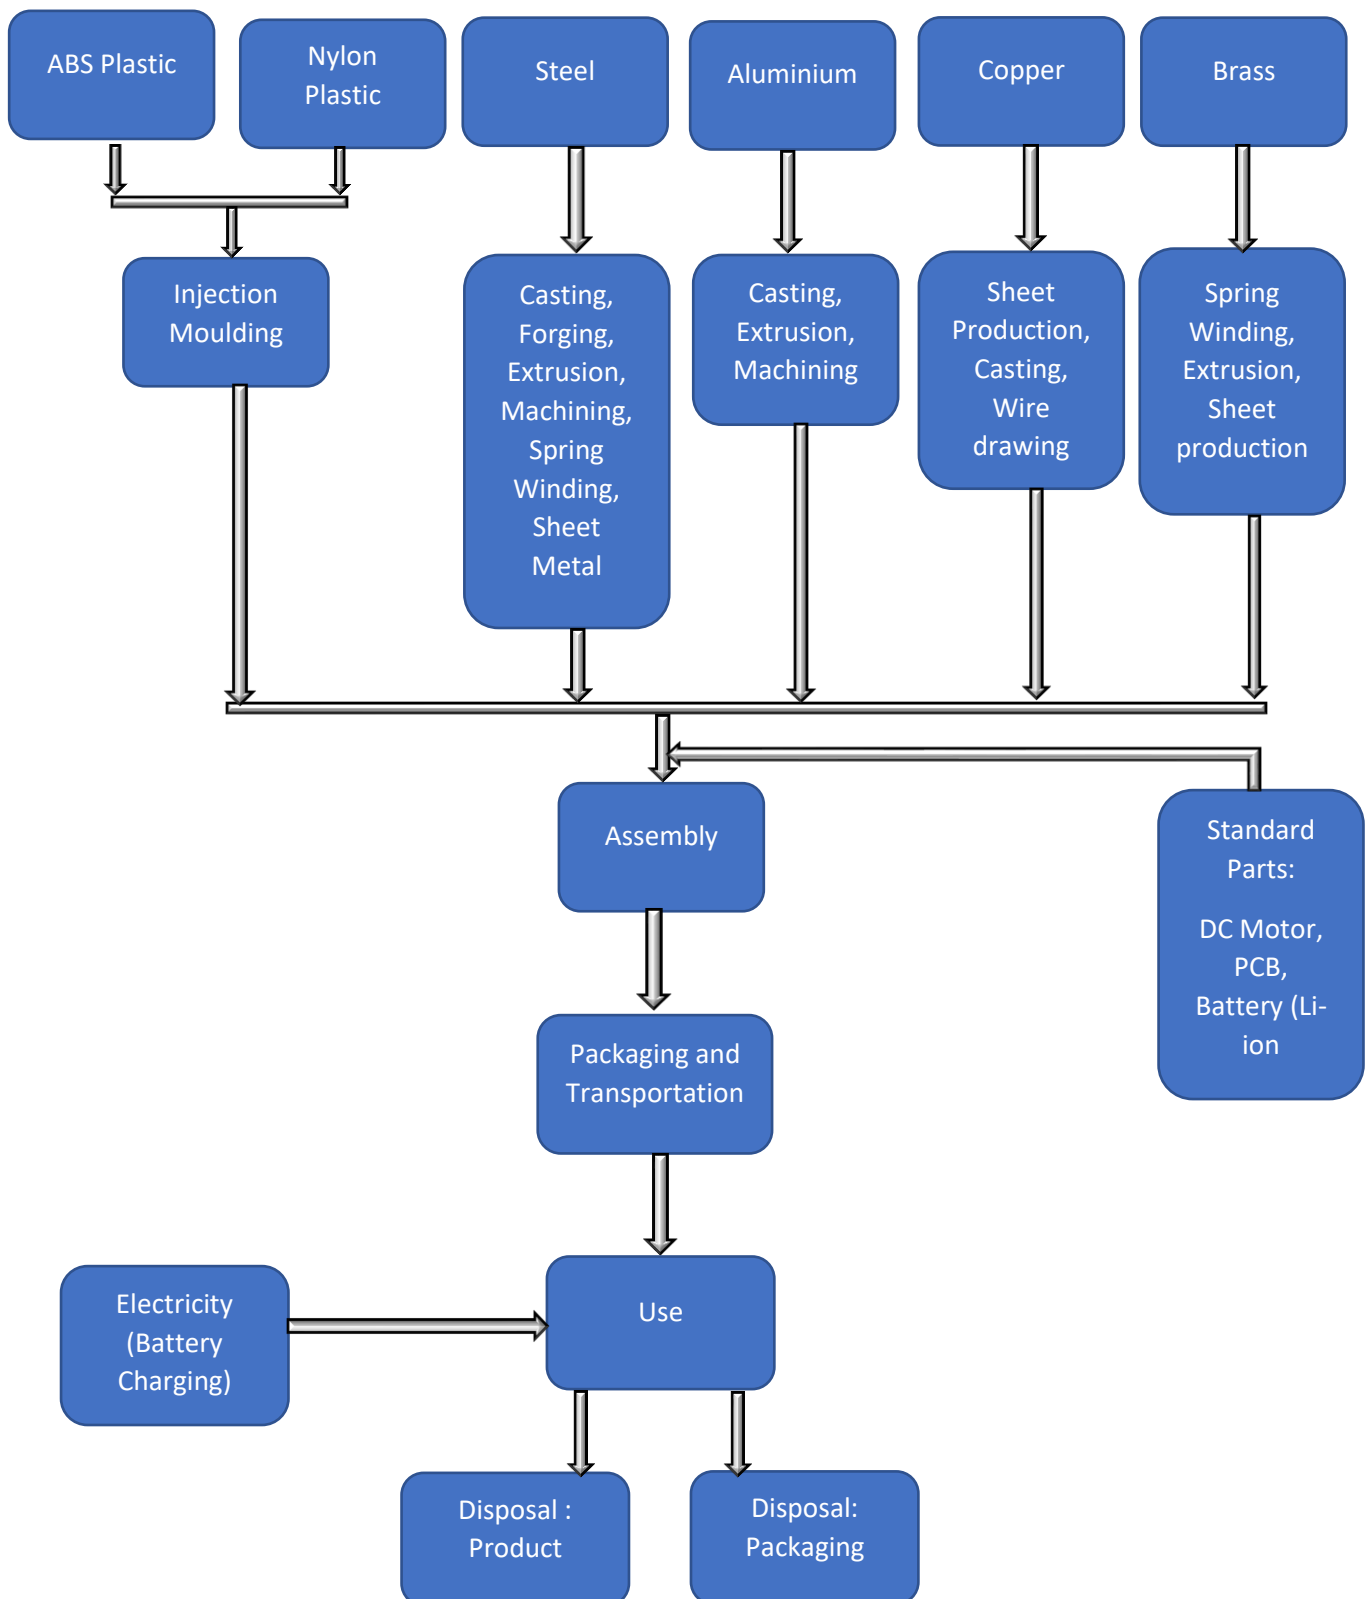 ABS Plastic
Nylon
Plastic
Steel
Aluminium
Copper
Brass
Injection
Moulding
Casting,
Forging,
Extrusion,
Machining,
Spring
Winding,
Sheet
Metal
Casting,
Extrusion,
Machining
Sheet
Production,
Casting,
Wire
drawing
Spring
Winding,
Extrusion,
Sheet
production
Assembly
Standard
Parts:
DC Motor,
PCB,
Battery (Li-
ion
Packaging and
Transportation
Electricity
(Battery
Charging)
Use
Disposal :
Product
Disposal:
Packaging